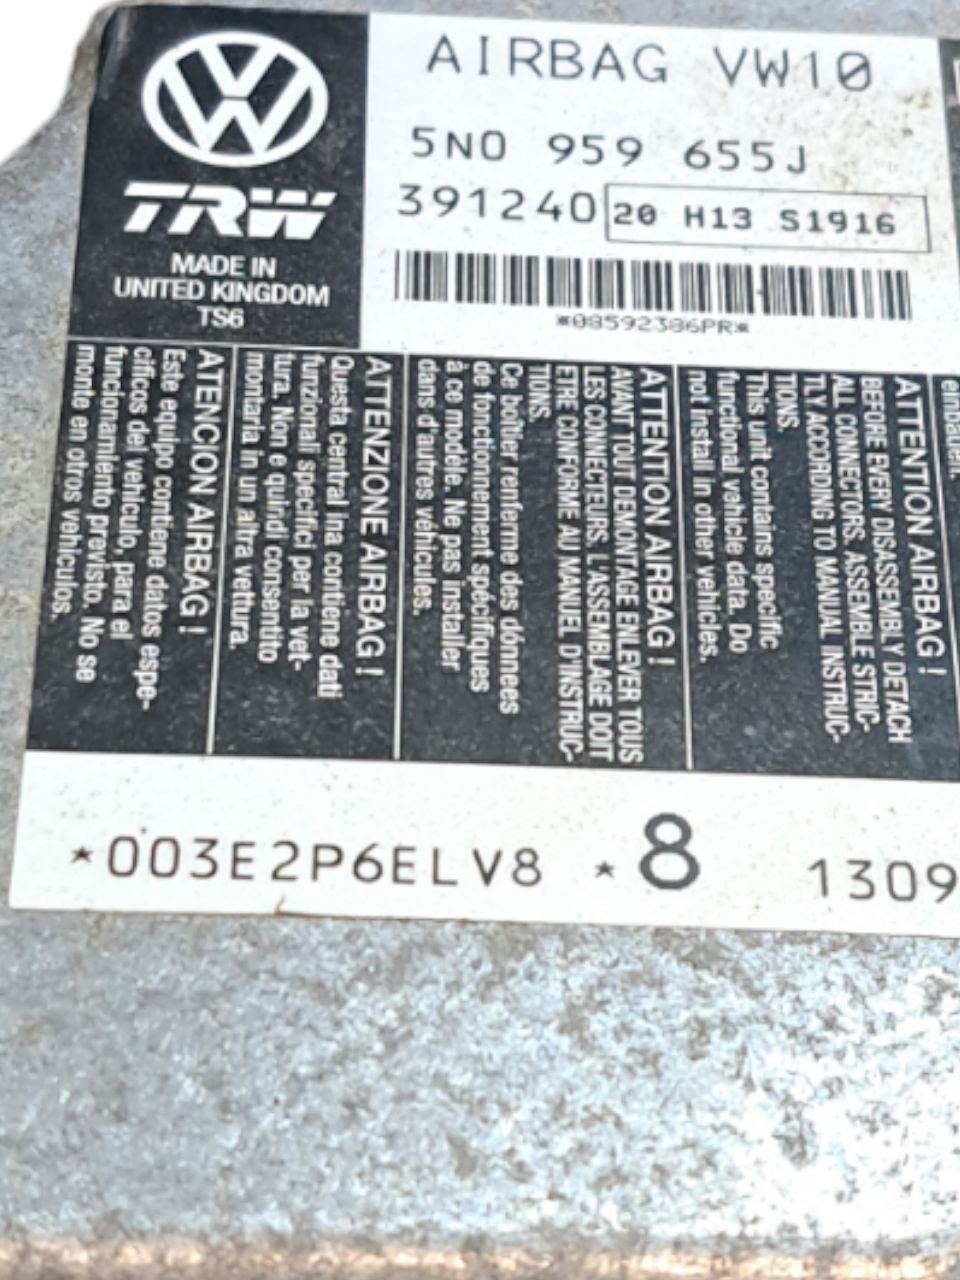 AIRBAG VW10
5N0 959 655J
391240 20 H13 S1916
*08592386PR*
TRW
MADE IN
UNITED KINGDOM
TS6
ATTENTION AIRBAG !
BEFORE EVERY DISASSEMBLY DETACH
ALL CONNECTORS. ASSEMBLE STRIC-
TLY ACCORDING TO MANUAL INSTRUC-
TIONS.
This unit contains specific
functional vehicle data. Do
not install in other vehicles.
ATTENTION AIRBAG !
AVANT TOUT DEMONTAGE ENLEVER TOUS
LES CONNECTEURS. L'ASSEMBLAGE DOIT
ETRE CONFORME AU MANUEL D'INSTRUC-
TIONS.
Ce boîtier renferme des dónnees
de fonctionnement spécifiques
à ce modèle. Ne pas installer
dans d'autres véhicules.
ATTENZIONE AIRBAG !
Questa central ina contiene dati
funzionali specifici per la vet-
tura. Non e quindi consentito
montaria in un altra vettura.
ATENCION AIRBAG !
Este equipo contiene datos espe-
cíficos del vehículo, para el
funcionamiento previsto. No se
monte en otros vehículos.
*003E2P6ELV8 *8 1309